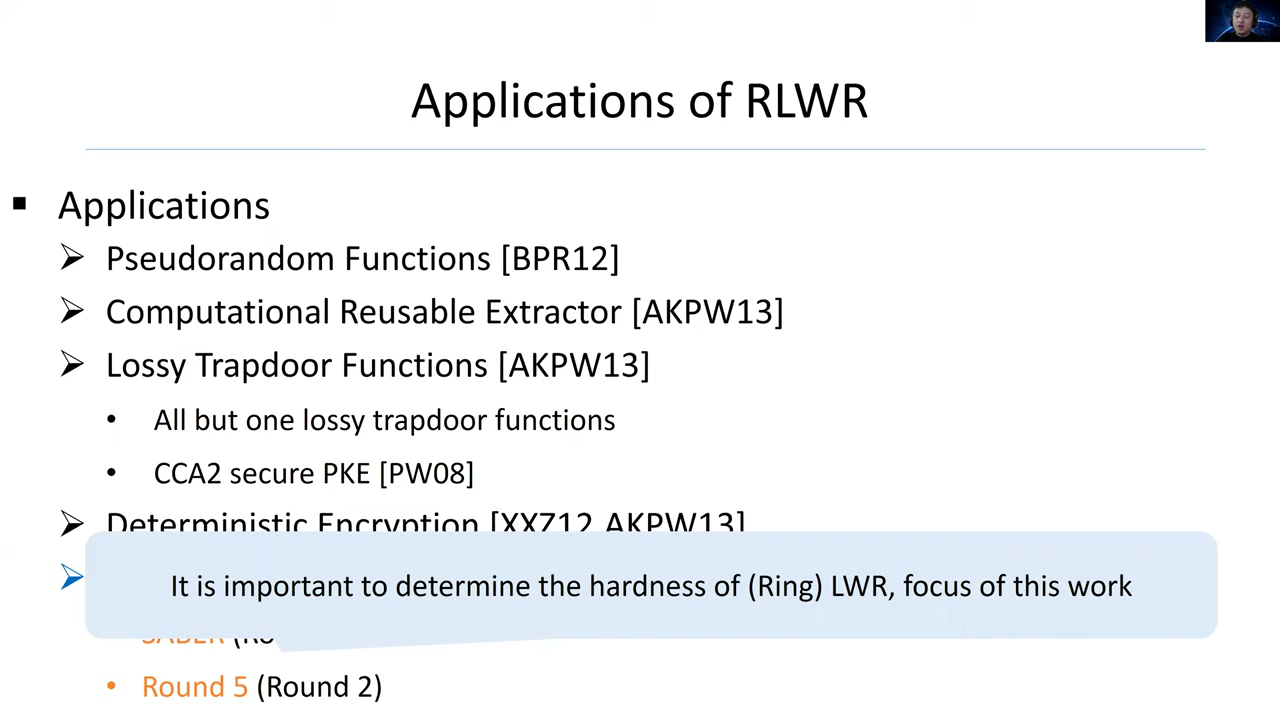 Applications of RLWR
Applications
Pseudorandom Functions [BPR12]
Computational Reusable Extractor [AKPW13]
Lossy Trapdoor Functions [AKPW13]
All but one lossy trapdoor functions
CCA2 secure PKE [PW08]
Deterministic Encryption [XXZ12, AKPW13]
It is important to determine the hardness of (Ring) LWR, focus of this work
SABER (Ro
Round 5 (Round 2)